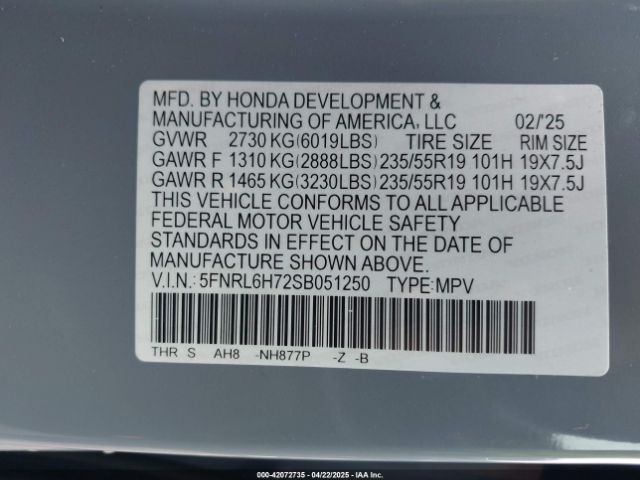 MFD. BY HONDA DEVELOPMENT &
MANUFACTURING OF AMERICA, LLC 02/'25
GVWR 2730 KG(6019LBS) TIRE SIZE RIM SIZE
GAWR F 1310 KG(2888LBS) 235/55R19 101H 19X7.5J
GAWR R 1465 KG(3230LBS) 235/55R19 101H 19X7.5J
THIS VEHICLE CONFORMS TO ALL APPLICABLE
FEDERAL MOTOR VEHICLE SAFETY
STANDARDS IN EFFECT ON THE DATE OF
MANUFACTURE SHOWN ABOVE.
V.I.N.: 5FNRL6H72SB051250 TYPE:MPV
THR S AH8 -NH877P -Z -B
000-42072735 - 04/22/2025 - IAA Inc.